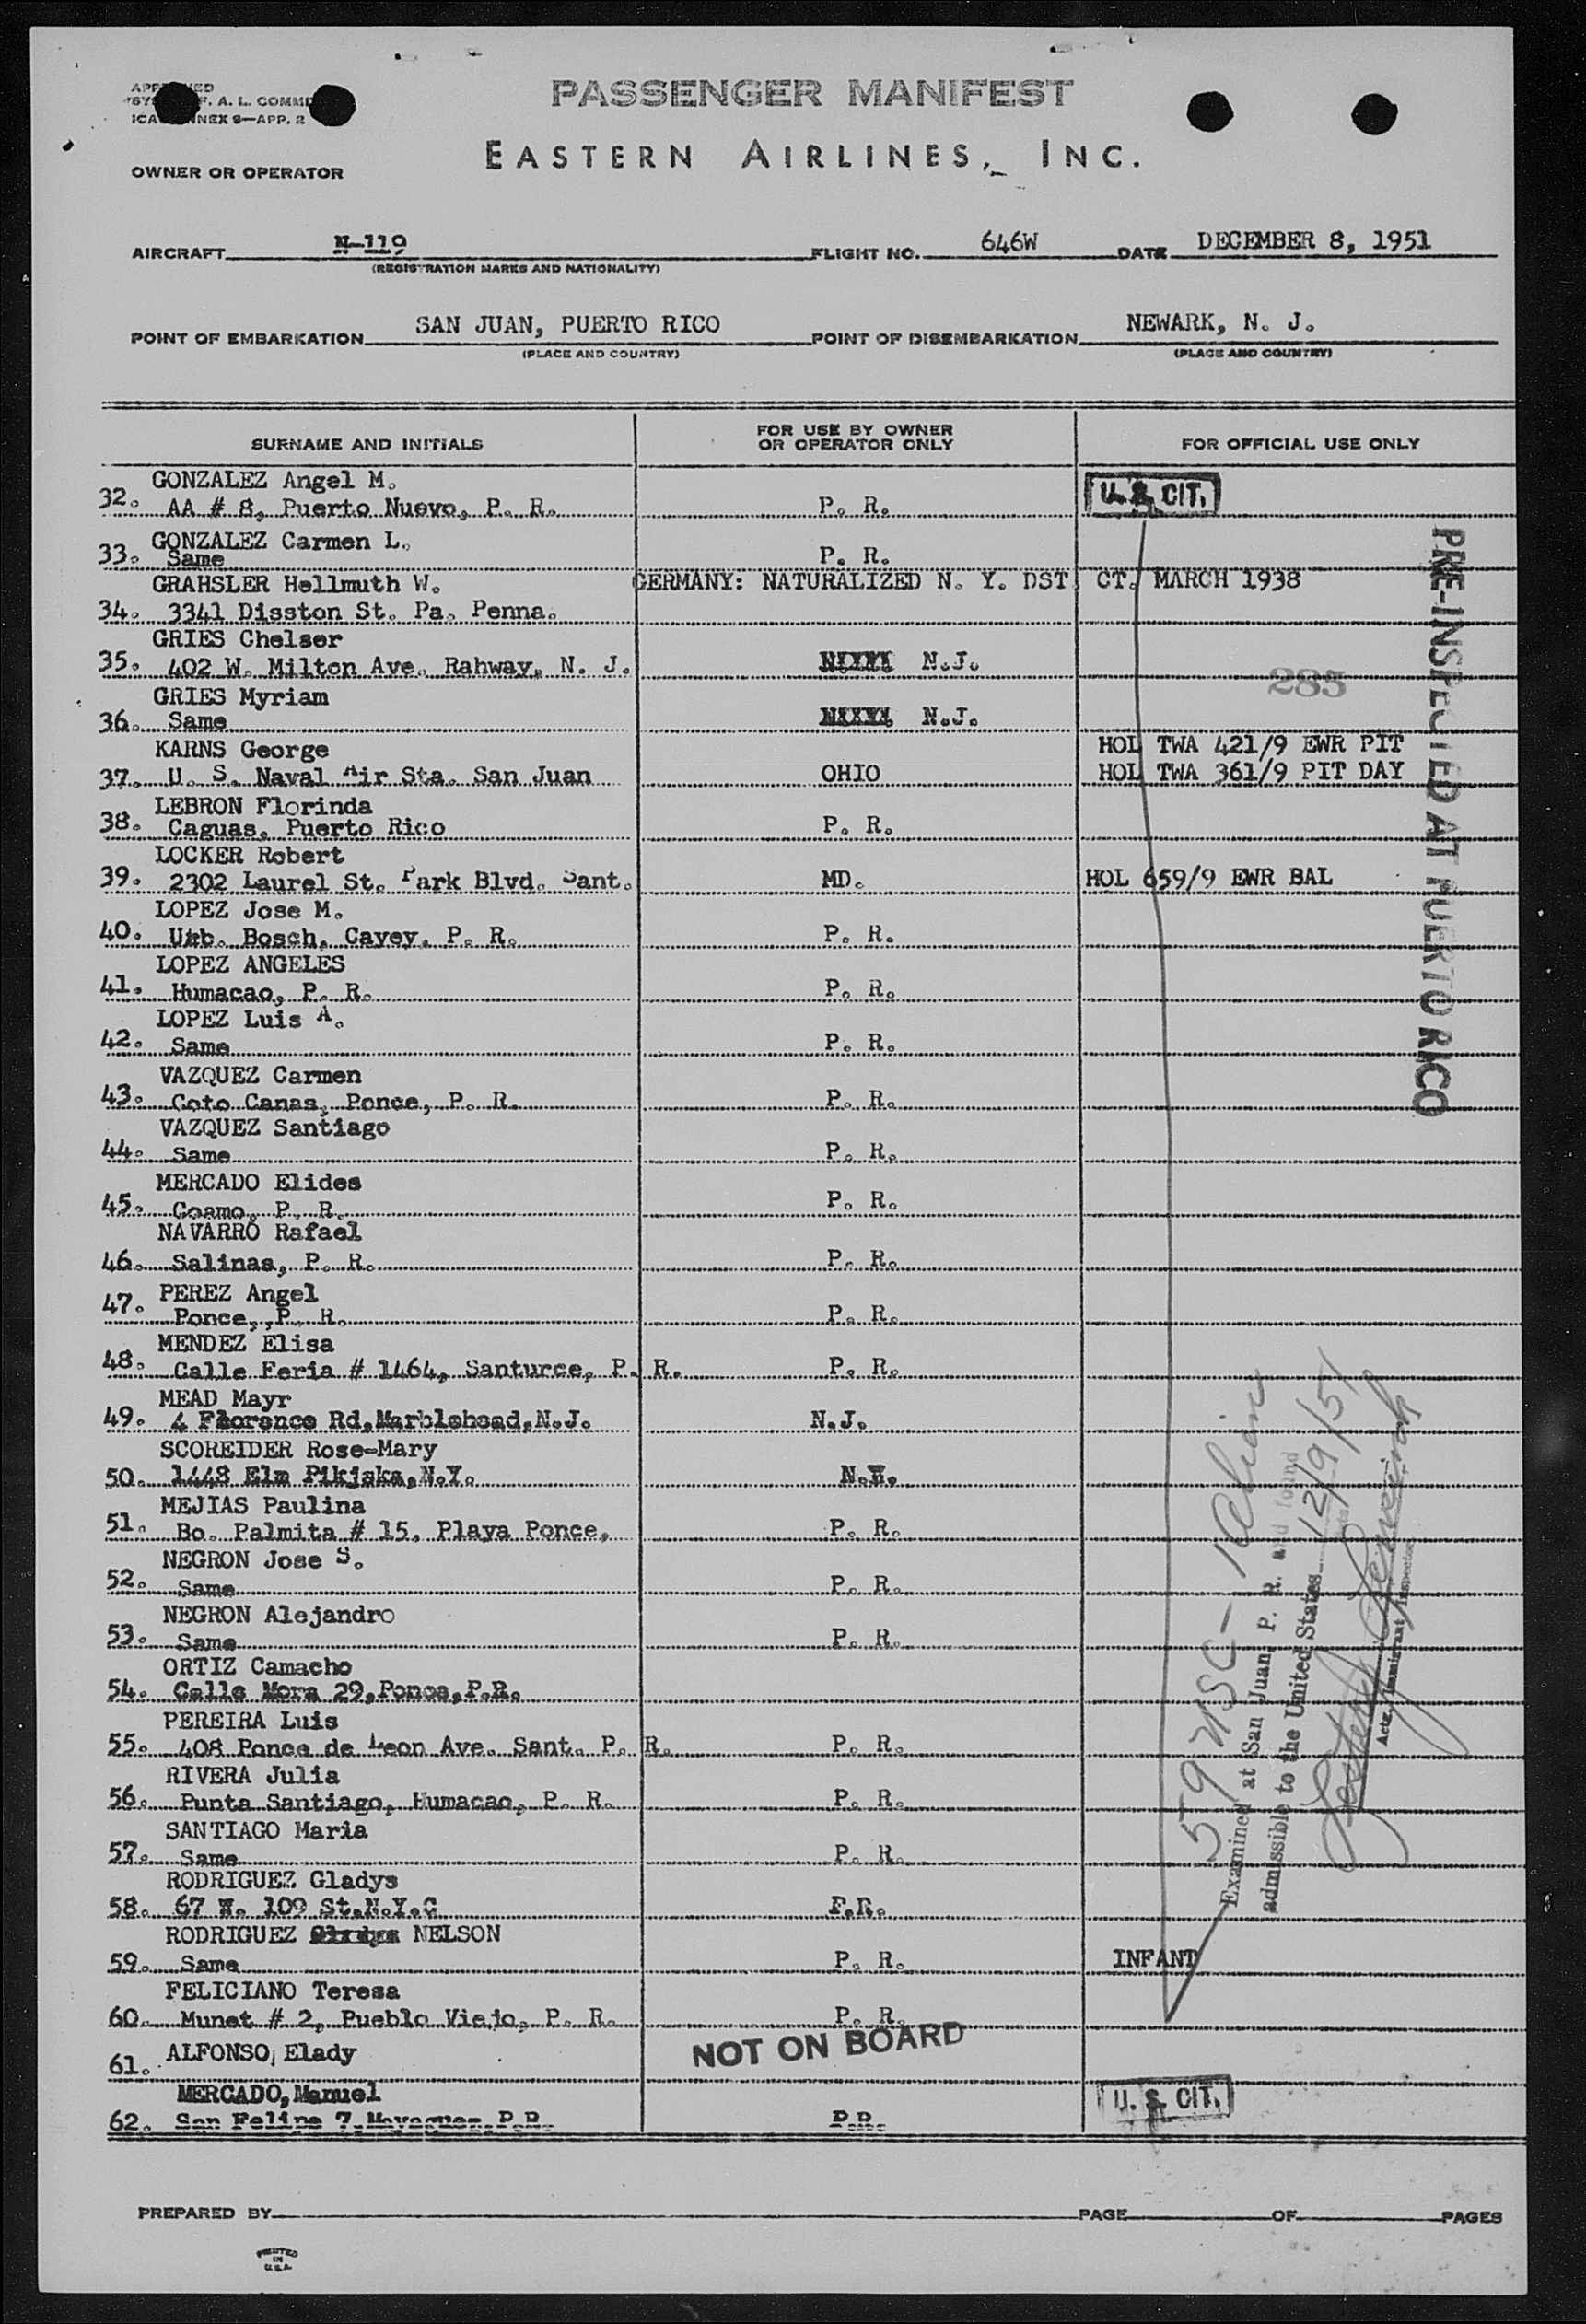 PASSENGER MANIFEST
EASTERN AIRLINES, INC.
OWNER OR OPERATOR
AIRCRAFT N-119 FLIGHT NO. 646W DATE DECEMBER 8, 1951
(REGISTRATION MARKS AND NATIONALITY)
POINT OF EMBARKATION SAN JUAN, PUERTO RICO POINT OF DISEMBARKATION NEWARK, N. J.
(PLACE AND COUNTRY) (PLACE AND COUNTRY)
SURNAME AND INITIALS FOR USE BY OWNER OR OPERATOR ONLY FOR OFFICIAL USE ONLY
GONZALEZ Angel M.
32. AA # 8, Puerto Nuevo, P. R. P. R. U. S. CIT.
GONZALEZ Carmen L.
33. Same P. R.
GRAHSLER Hellmuth W. GERMANY: NATURALIZED N. Y. DST. CT. MARCH 1938
34. 3341 Disston St. Pa. Penna.
GRIES Chelser
35. 402 W. Milton Ave. Rahway, N. J. N.J.
285
GRIES Myriam
36. Same N.J.
KARNS George HOL TWA 421/9 EWR PIT
37. U. S. Naval Air Sta. San Juan OHIO HOL TWA 361/9 PIT DAY
LEBRON Florinda
38. Caguas, Puerto Rico P. R.
LOCKER Robert
39. 2302 Laurel St. Park Blvd. Sant. MD. HOL 659/9 EWR BAL
LOPEZ Jose M.
40. Urb. Bosch, Cayey, P. R. P. R.
LOPEZ ANGELES
41. Humacao, P. R. P. R.
LOPEZ Luis A.
42. Same P. R.
VAZQUEZ Carmen
43. Coto Canas, Ponce, P. R. P. R.
VAZQUEZ Santiago
44. Same P. R.
MERCADO Elides
45. Coamo, P. R. P. R.
NAVARRO Rafael
46. Salinas, P. R. P. R.
PEREZ Angel
47. Ponce, P. R. P. R.
MENDEZ Elisa
48. Calle Feria # 1464, Santurce, P. R. P. R.
MEAD Mayr
49. 4 Florence Rd, Marblehead, N.J. N.J.
SCOREIDER Rose-Mary
50. 1448 Elm Pikjska, N.Y. N.Y.
MEJIAS Paulina
51. Bo. Palmita # 15, Playa Ponce, P. R.
NEGRON Jose S.
52. Same P. R.
NEGRON Alejandro
53. Same P. R.
ORTIZ Camacho
54. Calle Mora 29, Ponce, P.R.
PEREIRA Luis
55. 408 Ponce de Leon Ave. Sant. P. R. P. R.
RIVERA Julia
56. Punta Santiago, Humacao, P. R. P. R.
SANTIAGO Maria
57. Same P. R.
RODRIGUEZ Gladys
58. 67 W. 109 St. N.Y.C P.R.
RODRIGUEZ NELSON
59. Same P. R. INFANT
FELICIANO Teresa
60. Munet # 2, Pueblo Viejo, P. R. P. R.
61. ALFONSO, Elady NOT ON BOARD
MERCADO, Manuel
62. San Felipe 7, Mayaguez, P.R. P.R. U. S. CIT.
PRE-INSPECTED AT PUERTO RICO
59 USC - 1 Alien
Examined at San Juan, P. R. and found
admissible to the United States 12/9/51
Actg. Immigrant Inspector
PREPARED BY PAGE OF PAGES
PRINTED
IN
U.S.A.